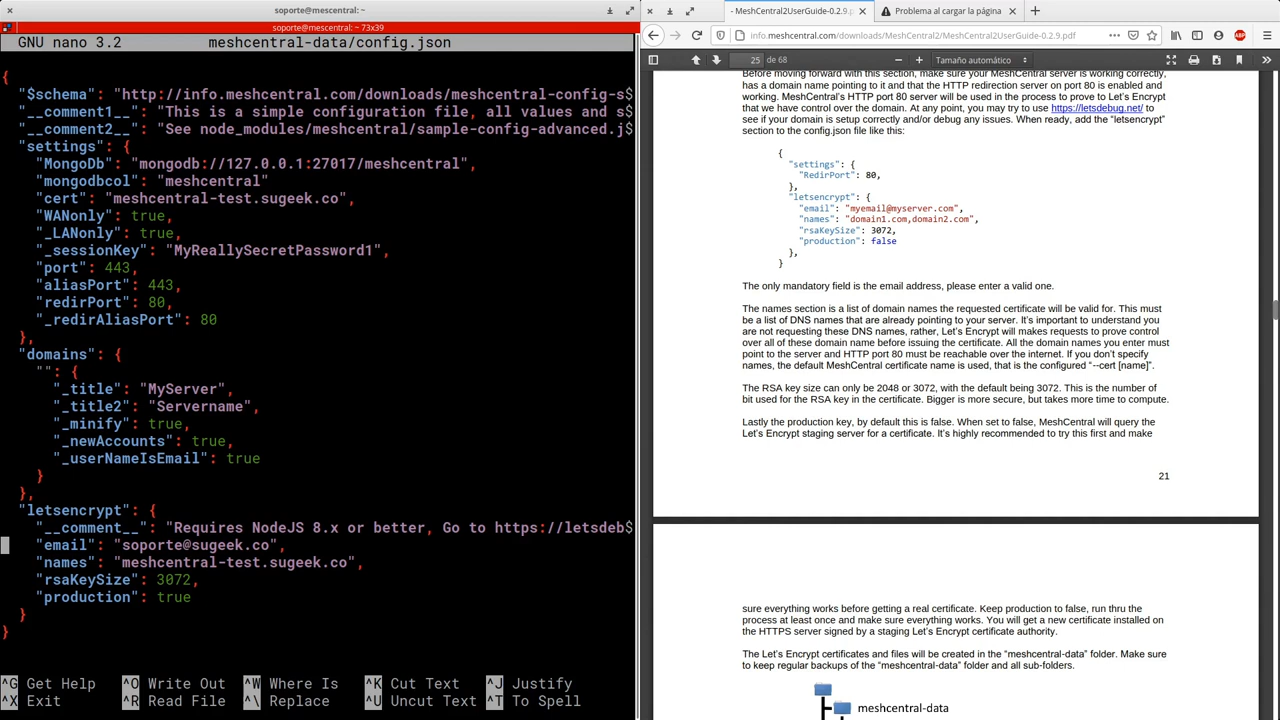 soporte@mescentral: ~
soporte@mescentral: ~ 73x39
GNU nano 3.2 meshcentral-data/config.json
{
"$schema": "http://info.meshcentral.com/downloads/meshcentral-config-s$
"__comment1__": "This is a simple configuration file, all values and s$
"__comment2__": "See node_modules/meshcentral/sample-config-advanced.j$
"settings": {
"MongoDb": "mongodb://127.0.0.1:27017/meshcentral",
"mongodbcol": "meshcentral"
"cert": "meshcentral-test.sugeek.co",
"WANonly": true,
"_LANonly": true,
"_sessionKey": "MyReallySecretPassword1",
"port": 443,
"aliasPort": 443,
"redirPort": 80,
"_redirAliasPort": 80
},
"domains": {
"": {
"_title": "MyServer",
"_title2": "Servername",
"_minify": true,
"_newAccounts": true,
"_userNameIsEmail": true
}
},
"letsencrypt": {
"__comment__": "Requires NodeJS 8.x or better, Go to https://letsdeb$
"email": "soporte@sugeek.co",
"names": "meshcentral-test.sugeek.co",
"rsaKeySize": 3072,
"production": true
}
}
^G Get Help ^O Write Out ^W Where Is ^K Cut Text ^J Justify
^X Exit ^R Read File ^\ Replace ^U Uncut Text ^T To Spell
- MeshCentral2UserGuide-0.2.9.p
Problema al cargar la página
info.meshcentral.com/downloads/MeshCentral2/MeshCentral2UserGuide-0.2.9.pdf
ABP
25 de 68
Tamaño automático
Before moving forward with this section, make sure your MeshCentral server is working correctly,
has a domain name pointing to it and that the HTTP redirection server on port 80 is enabled and
working. MeshCentral's HTTP port 80 server will be used in the process to prove to Let's Encrypt
that we have control over the domain. At any point, you may try to use https://letsdebug.net/ to
see if your domain is setup correctly and/or debug any issues. When ready, add the "letsencrypt"
section to the config.json file like this:
{
"settings": {
"RedirPort": 80,
},
"letsencrypt": {
"email": "myemail@myserver.com",
"names": "domain1.com,domain2.com",
"rsaKeySize": 3072,
"production": false
},
}
The only mandatory field is the email address, please enter a valid one.
The names section is a list of domain names the requested certificate will be valid for. This must
be a list of DNS names that are already pointing to your server. It's important to understand you
are not requesting these DNS names, rather, Let's Encrypt will makes requests to prove control
over all of these domain name before issuing the certificate. All the domain names you enter must
point to the server and HTTP port 80 must be reachable over the internet. If you don't specify
names, the default MeshCentral certificate name is used, that is the configured "--cert [name]".
The RSA key size can only be 2048 or 3072, with the default being 3072. This is the number of
bit used for the RSA key in the certificate. Bigger is more secure, but takes more time to compute.
Lastly the production key, by default this is false. When set to false, MeshCentral will query the
Let's Encrypt staging server for a certificate. It's highly recommended to try this first and make
21
sure everything works before getting a real certificate. Keep production to false, run thru the
process at least once and make sure everything works. You will get a new certificate installed on
the HTTPS server signed by a staging Let's Encrypt certificate authority.
The Let's Encrypt certificates and files will be created in the "meshcentral-data" folder. Make sure
to keep regular backups of the "meshcentral-data" folder and all sub-folders.
meshcentral-data